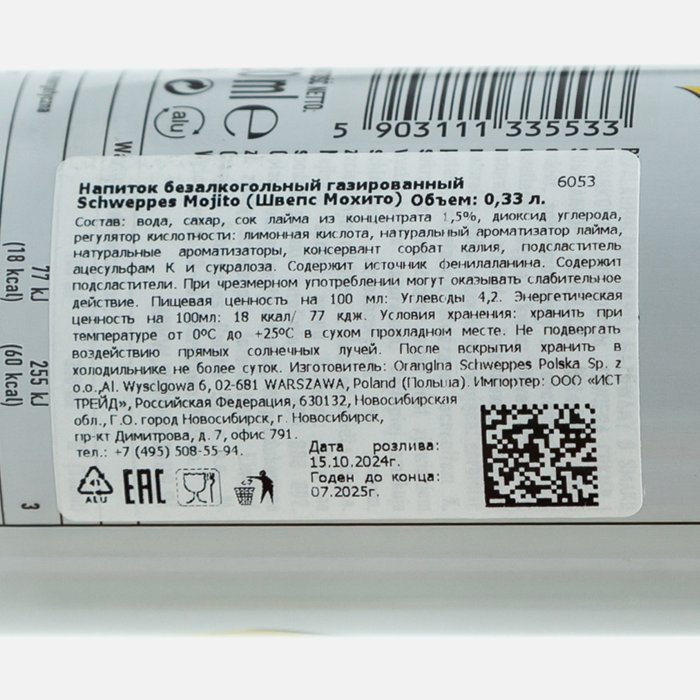 330 ml e
alu
5 903111 335533
77 kJ
(18 kcal)
255 kJ
(60 kcal)
3
Напиток безалкогольный газированный
6053
Schweppes Mojito (Швепс Мохито) Объем: 0,33 л.
Состав: вода, сахар, сок лайма из концентрата 1,5%, диоксид углерода,
регулятор кислотности: лимонная кислота, натуральный ароматизатор лайма,
натуральные ароматизаторы, консервант сорбат калия, подсластитель
ацесульфам К и сукралоза. Содержит источник фенилаланина. Содержит
подсластители. При чрезмерном употреблении могут оказывать слабительное
действие. Пищевая ценность на 100 мл: Углеводы 4,2. Энергетическая
ценность на 100мл: 18 ккал/ 77 кдж. Условия хранения: хранить при
температуре от 0ºС до +25ºС в сухом прохладном месте. Не подвергать
воздействию прямых солнечных лучей. После вскрытия хранить в
холодильнике не более суток. Изготовитель: Orangina Schweppes Polska Sp. z
o.o.,Al. Wyscigowa 6, 02-681 WARSZAWA, Poland (Польша). Импортер: ООО «ИСТ
ТРЕЙД», Российская Федерация, 630132, Новосибирская
обл., Г.О. город Новосибирск, г. Новосибирск,
пр-кт Димитрова, д. 7, офис 791.
тел.: +7 (495) 508-55-94.
Дата розлива:
15.10.2024г.
Годен до конца:
07.2025г.
41
ALU
EAC